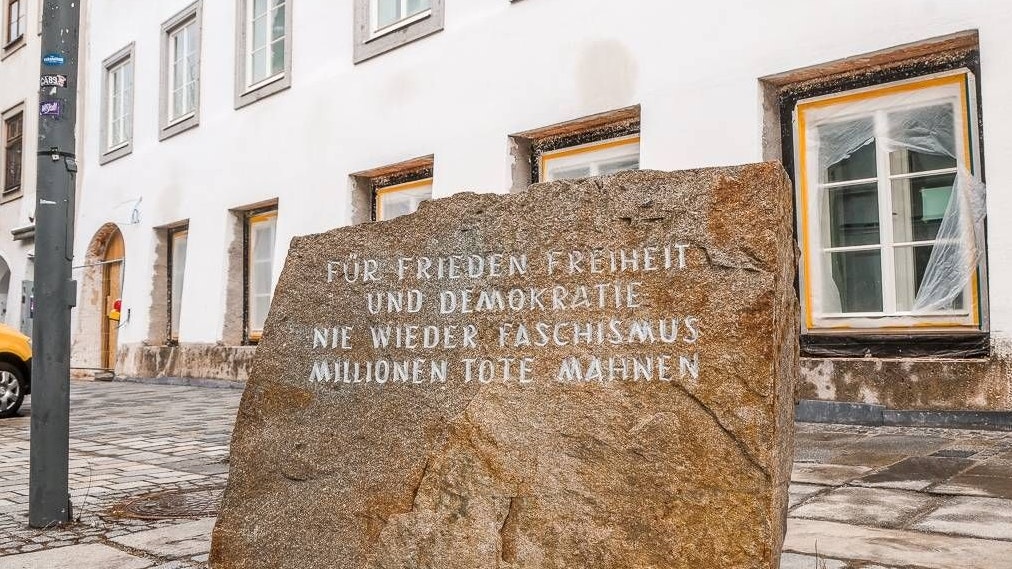 FÜR FRIEDEN FREIHEIT
UND DEMOKRATIE
NIE WIEDER FASCHISMUS
MILLIONEN TOTE MAHNEN